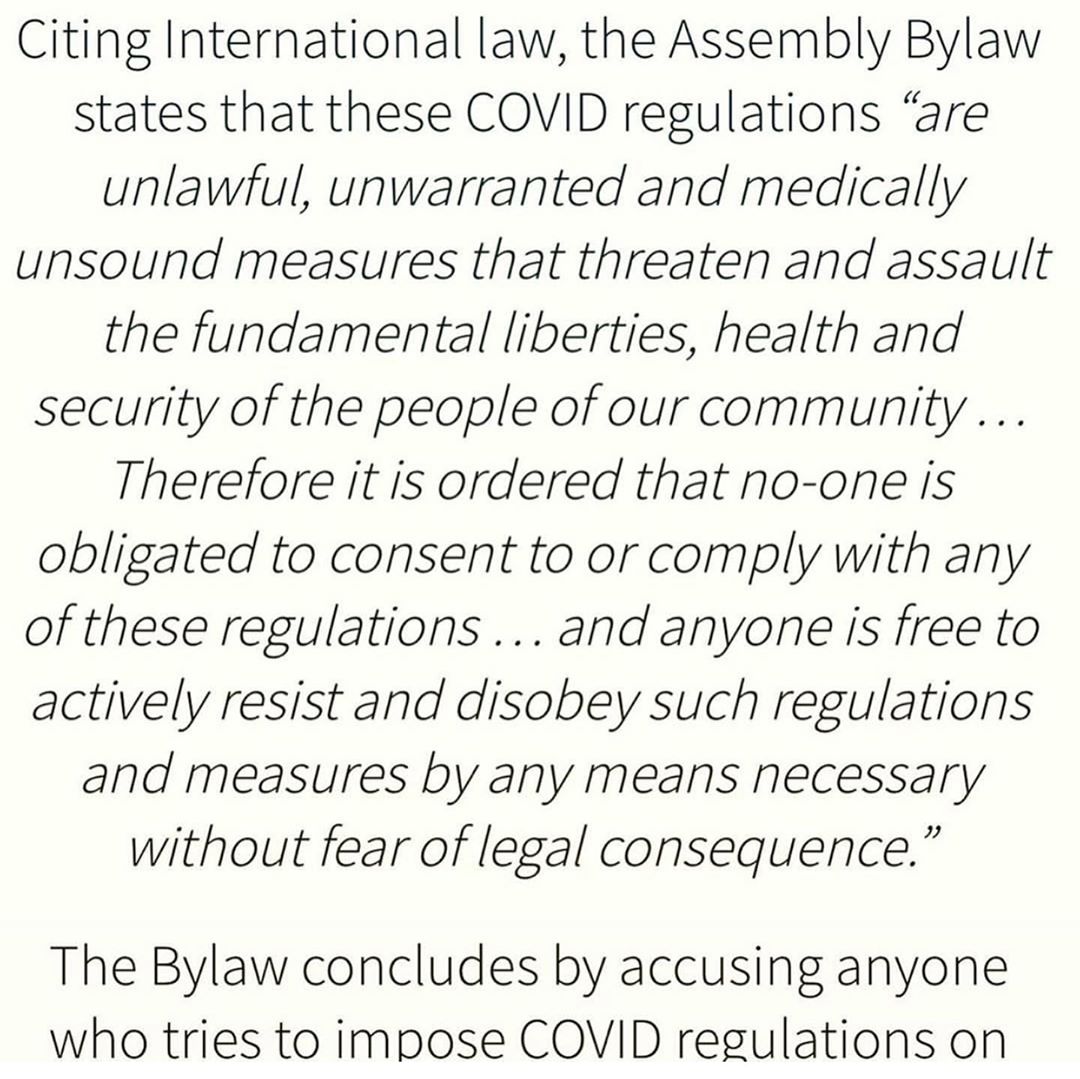 Citing International law, the Assembly Bylaw
states that these COVID regulations “are
unlawful, unwarranted and medically
unsound measures that threaten and assault
the fundamental liberties, health and
security of the people of our community …
Therefore it is ordered that no-one is
obligated to consent to or comply with any
of these regulations … and anyone is free to
actively resist and disobey such regulations
and measures by any means necessary
without fear of legal consequence.”
The Bylaw concludes by accusing anyone
who tries to impose COVID regulations on